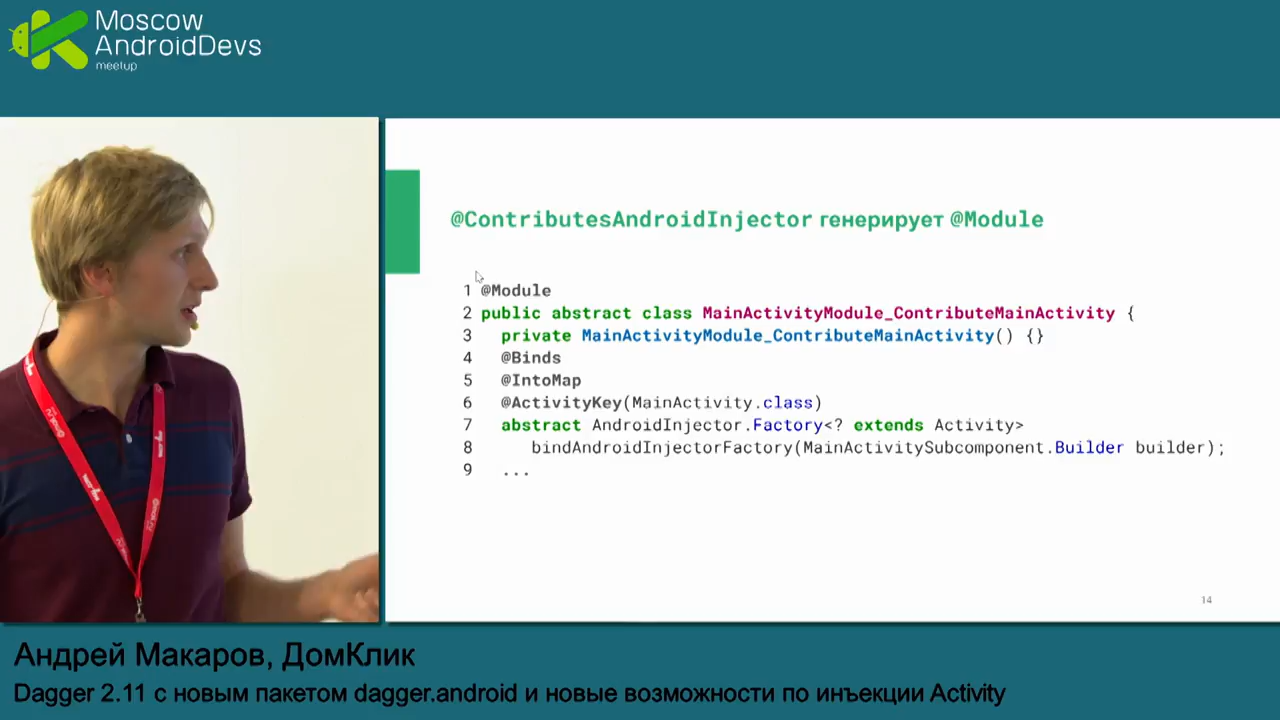 Moscow
AndroidDevs
meetup
@ContributesAndroidInjector генерирует @Module
1 @Module
2 public abstract class MainActivityModule_ContributeMainActivity {
3 private MainActivityModule_ContributeMainActivity() {}
4 @Binds
5 @IntoMap
6 @ActivityKey(MainActivity.class)
7 abstract AndroidInjector.Factory<? extends Activity>
8 bindAndroidInjectorFactory(MainActivitySubcomponent.Builder builder);
9 ...
14
Андрей Макаров, ДомКлик
Dagger 2.11 с новым пакетом dagger.android и новые возможности по инъекции Activity